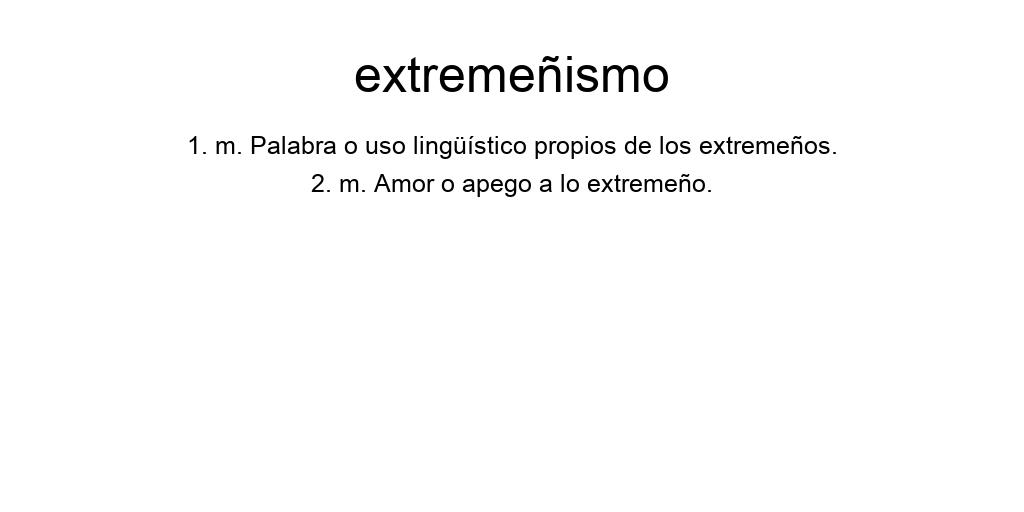 extremeñismo
1. m. Palabra o uso lingüístico propios de los extremeños.
2. m. Amor o apego a lo extremeño.